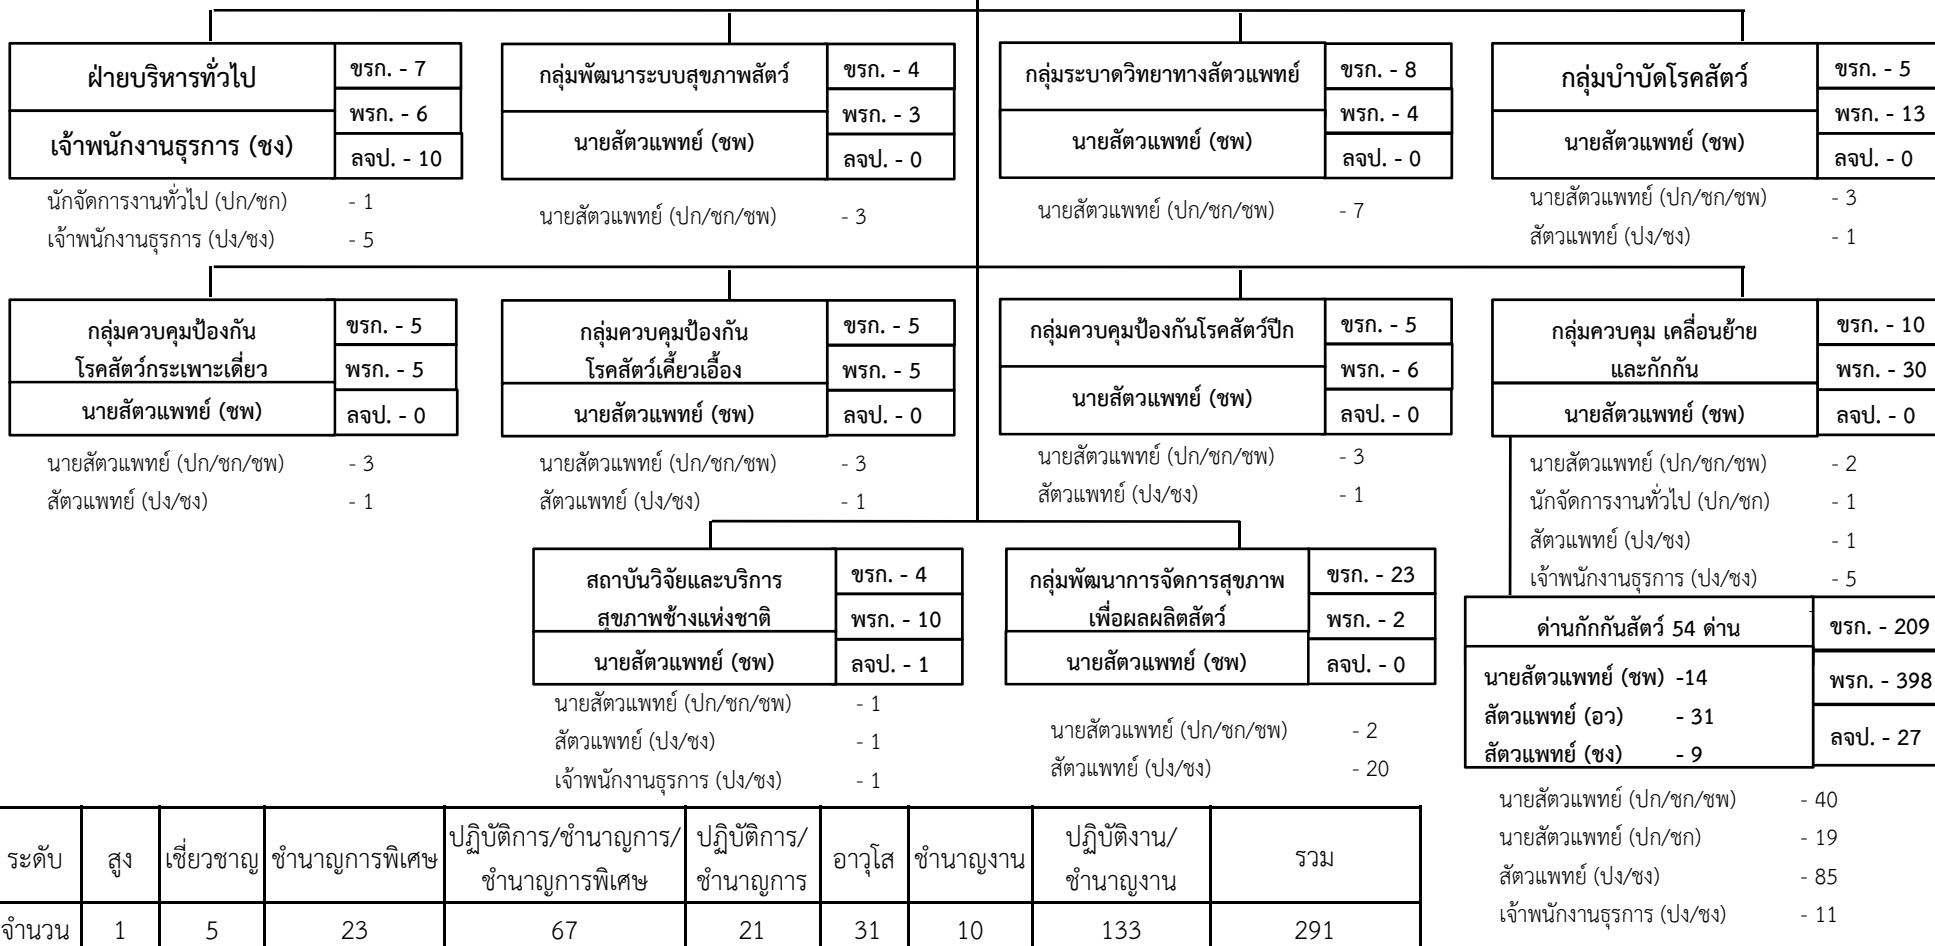 ฝ่ายบริหารทั่วไป
ขรก. - 7
พรก. - 6
เจ้าพนักงานธุรการ (ชง)
ลจป. - 10
นักจัดการงานทั่วไป (ปก/ชก) - 1
เจ้าพนักงานธุรการ (ปง/ชง) - 5
กลุ่มพัฒนาระบบสุขภาพสัตว์
ขรก. - 4
พรก. - 3
นายสัตวแพทย์ (ชพ)
ลจป. - 0
นายสัตวแพทย์ (ปก/ชก/ชพ) - 3
กลุ่มระบาดวิทยาทางสัตวแพทย์
ขรก. - 8
พรก. - 4
นายสัตวแพทย์ (ชพ)
ลจป. - 0
นายสัตวแพทย์ (ปก/ชก/ชพ) - 7
กลุ่มบำบัดโรคสัตว์
ขรก. - 5
พรก. - 13
นายสัตวแพทย์ (ชพ)
ลจป. - 0
นายสัตวแพทย์ (ปก/ชก/ชพ) - 3
สัตวแพทย์ (ปง/ชง) - 1
กลุ่มควบคุมป้องกัน
โรคสัตว์กระเพาะเดี่ยว
ขรก. - 5
พรก. - 5
นายสัตวแพทย์ (ชพ)
ลจป. - 0
นายสัตวแพทย์ (ปก/ชก/ชพ) - 3
สัตวแพทย์ (ปง/ชง) - 1
กลุ่มควบคุมป้องกัน
โรคสัตว์เคี้ยวเอื้อง
ขรก. - 5
พรก. - 5
นายสัตวแพทย์ (ชพ)
ลจป. - 0
นายสัตวแพทย์ (ปก/ชก/ชพ) - 3
สัตวแพทย์ (ปง/ชง) - 1
กลุ่มควบคุมป้องกันโรคสัตว์ปีก
ขรก. - 5
พรก. - 6
นายสัตวแพทย์ (ชพ)
ลจป. - 0
นายสัตวแพทย์ (ปก/ชก/ชพ) - 3
สัตวแพทย์ (ปง/ชง) - 1
กลุ่มควบคุม เคลื่อนย้าย
และกักกัน
ขรก. - 10
พรก. - 30
นายสัตวแพทย์ (ชพ)
ลจป. - 0
นายสัตวแพทย์ (ปก/ชก/ชพ) - 2
นักจัดการงานทั่วไป (ปก/ชก) - 1
สัตวแพทย์ (ปง/ชง) - 1
เจ้าพนักงานธุรการ (ปง/ชง) - 5
สถาบันวิจัยและบริการ
สุขภาพช้างแห่งชาติ
ขรก. - 4
พรก. - 10
นายสัตวแพทย์ (ชพ)
ลจป. - 1
นายสัตวแพทย์ (ปก/ชก/ชพ) - 1
สัตวแพทย์ (ปง/ชง) - 1
เจ้าพนักงานธุรการ (ปง/ชง) - 1
กลุ่มพัฒนาการจัดการสุขภาพ
เพื่อผลผลิตสัตว์
ขรก. - 23
พรก. - 2
นายสัตวแพทย์ (ชพ)
ลจป. - 0
นายสัตวแพทย์ (ปก/ชก/ชพ) - 2
สัตวแพทย์ (ปง/ชง) - 20
ด่านกักกันสัตว์ 54 ด่าน
ขรก. - 209
นายสัตวแพทย์ (ชพ) -14
พรก. - 398
สัตวแพทย์ (อว) - 31
สัตวแพทย์ (ชง) - 9
ลจป. - 27
นายสัตวแพทย์ (ปก/ชก/ชพ) - 40
นายสัตวแพทย์ (ปก/ชก) - 19
สัตวแพทย์ (ปง/ชง) - 85
เจ้าพนักงานธุรการ (ปง/ชง) - 11
ระดับ สูง เชี่ยวชาญ ชำนาญการพิเศษ ปฏิบัติการ/ชำนาญการ/ ปฏิบัติการ/ อาวุโส ชำนาญงาน ปฏิบัติงาน/ รวม
ชำนาญการพิเศษ ชำนาญการ ชำนาญงาน
จำนวน 1 5 23 67 21 31 10 133 291